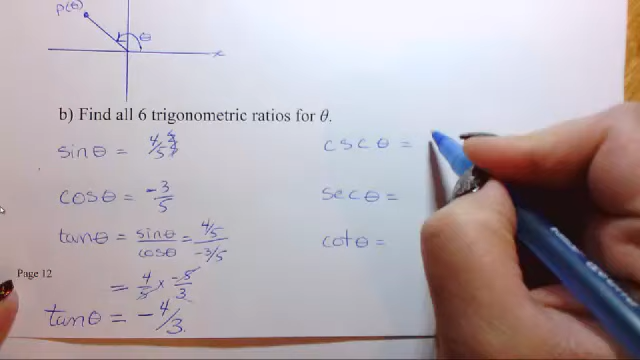 P(θ)
θ
x
b) Find all 6 trigonometric ratios for θ.
sinθ = 4/5
cscθ =
cosθ = -3/5
secθ =
tanθ = sinθ/cosθ = 4/5/-3/5
cotθ =
Page 12
= 4/5 × -5/3
tanθ = -4/3.